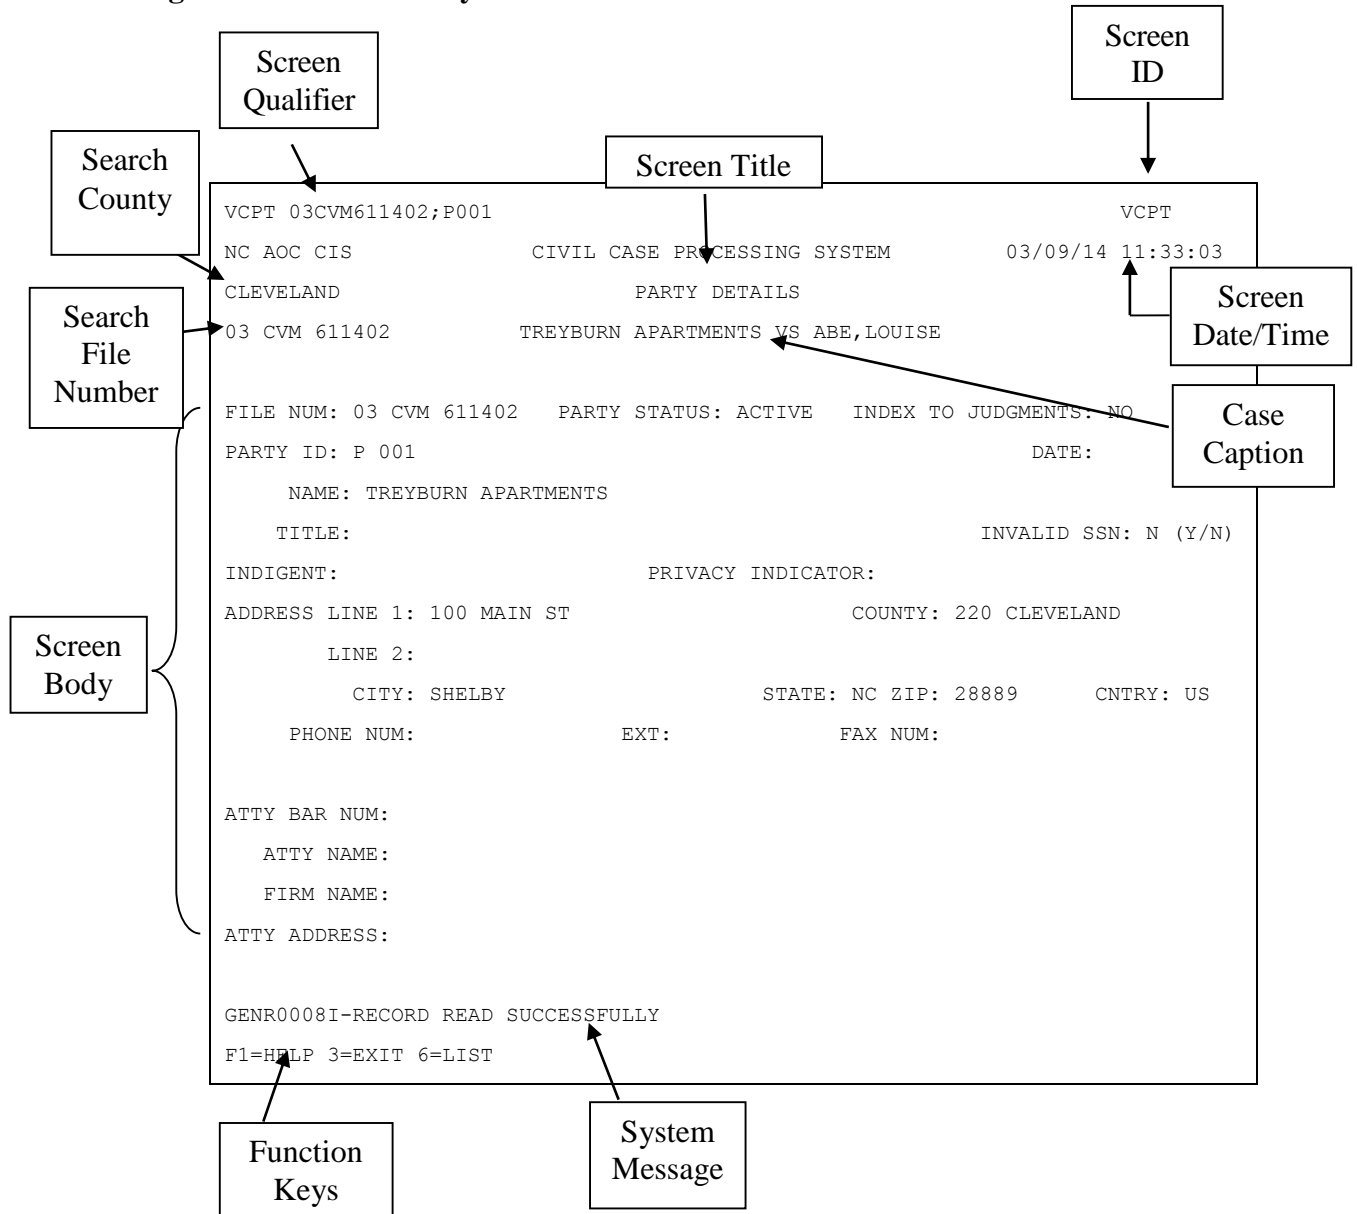 Screen
ID
Screen
Qualifier
Search
County
Screen Title
VCPT 03CVM611402;P001 VCPT
NC AOC CIS CIVIL CASE PROCESSING SYSTEM 03/09/14 11:33:03
CLEVELAND PARTY DETAILS
03 CVM 611402 TREYBURN APARTMENTS VS ABE,LOUISE
Search
File
Number
Screen
Date/Time
Case
Caption
FILE NUM: 03 CVM 611402 PARTY STATUS: ACTIVE INDEX TO JUDGMENTS: NO
PARTY ID: P 001 DATE:
NAME: TREYBURN APARTMENTS
TITLE: INVALID SSN: N (Y/N)
INDIGENT: PRIVACY INDICATOR:
ADDRESS LINE 1: 100 MAIN ST COUNTY: 220 CLEVELAND
LINE 2:
CITY: SHELBY STATE: NC ZIP: 28889 CNTRY: US
PHONE NUM: EXT: FAX NUM:
Screen
Body
ATTY BAR NUM:
ATTY NAME:
FIRM NAME:
ATTY ADDRESS:
GENR0008I-RECORD READ SUCCESSFULLY
F1=HELP 3=EXIT 6=LIST
Function
Keys
System
Message